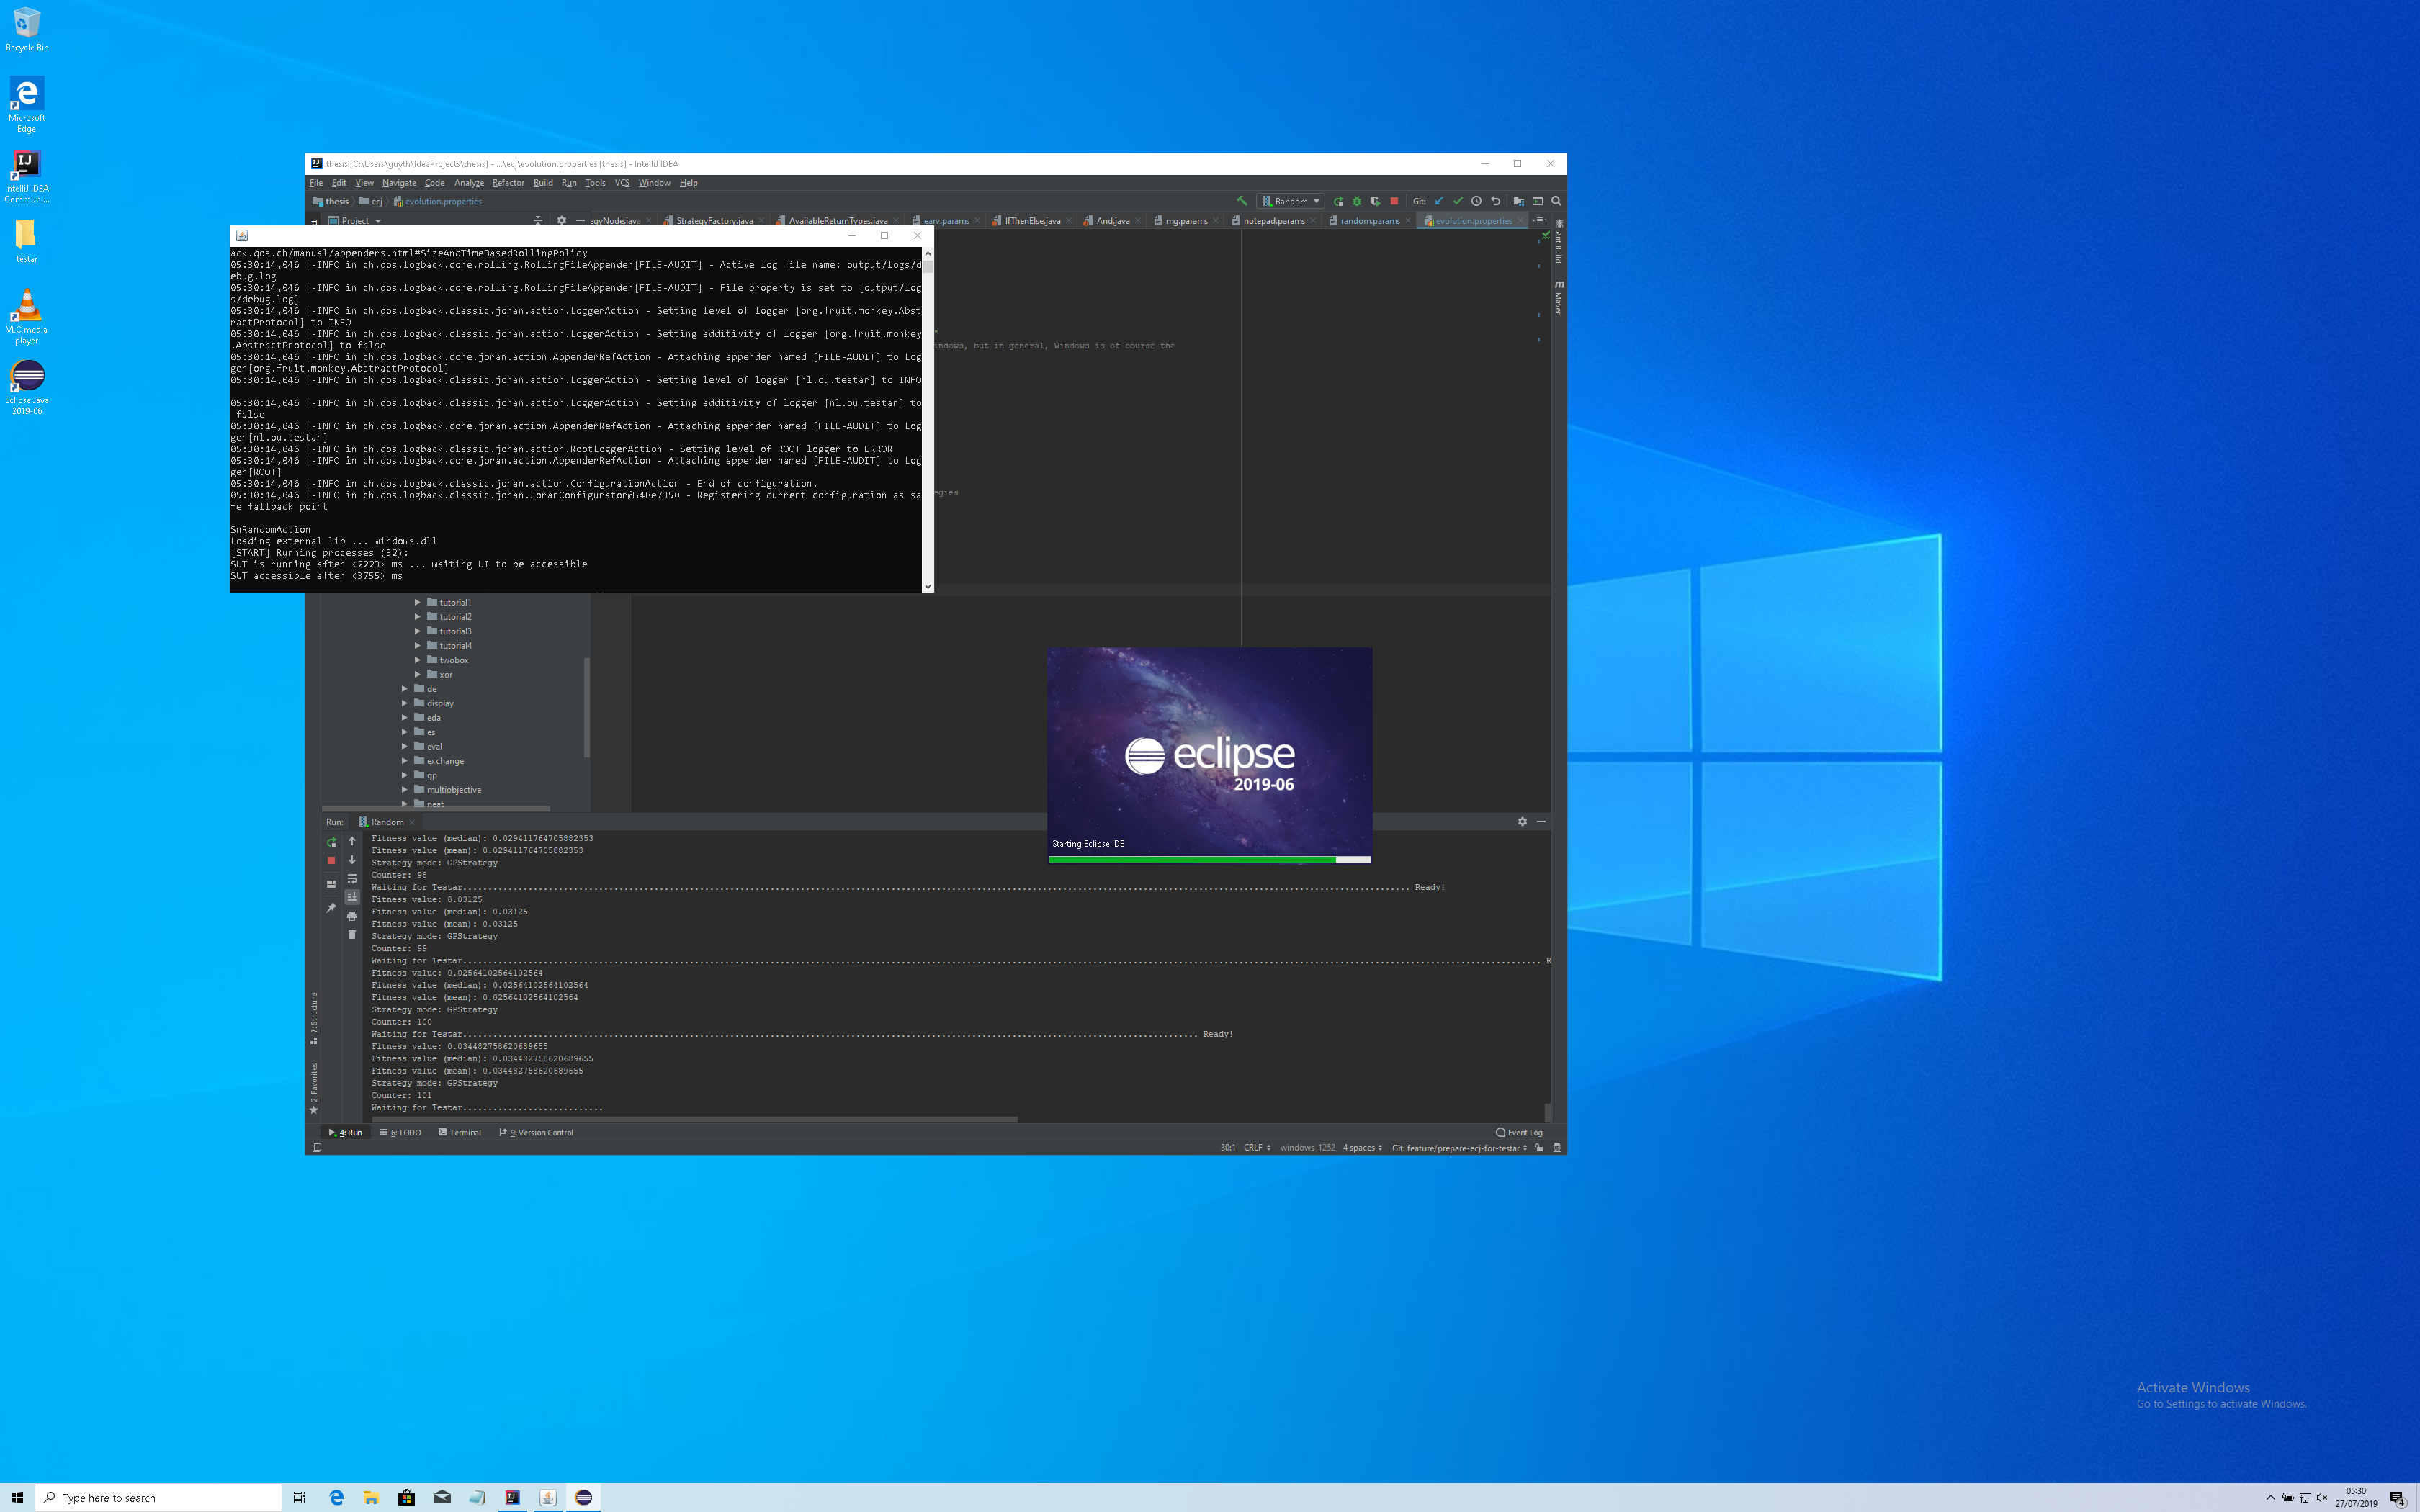 Recycle Bin
Microsoft
Edge
IntelliJ IDEA
Communi...
testar
VLC media
player
Eclipse Java
2019-06
thesis [C:\Users\guyth\IdeaProjects\thesis] - ...\ecj\evolution.properties [thesis] - IntelliJ IDEA
File Edit View Navigate Code Analyze Refactor Build Run Tools VCS Window Help
thesis ecj evolution.properties
Random Git:
Project
StrategyFactory.java AvailableReturnTypes.java IfThenElse.java And.java mg.params notepad.params random.params evolution.properties
Ant Build
Maven
ack.qos.ch/manual/appenders.html#SizeAndTimeBasedRollingPolicy
05:30:14,046 |-INFO in ch.qos.logback.core.rolling.RollingFileAppender[FILE-AUDIT] - Active log file name: output/logs/d
ebug.log
05:30:14,046 |-INFO in ch.qos.logback.core.rolling.RollingFileAppender[FILE-AUDIT] - File property is set to [output/log
s/debug.log]
05:30:14,046 |-INFO in ch.qos.logback.classic.joran.action.LoggerAction - Setting level of logger [org.fruit.monkey.Abst
ractProtocol] to INFO
05:30:14,046 |-INFO in ch.qos.logback.classic.joran.action.LoggerAction - Setting additivity of logger [org.fruit.monkey
.AbstractProtocol] to false
05:30:14,046 |-INFO in ch.qos.logback.core.joran.action.AppenderRefAction - Attaching appender named [FILE-AUDIT] to Log
ger[org.fruit.monkey.AbstractProtocol]
05:30:14,046 |-INFO in ch.qos.logback.classic.joran.action.LoggerAction - Setting level of logger [nl.ou.testar] to INFO
05:30:14,046 |-INFO in ch.qos.logback.classic.joran.action.LoggerAction - Setting additivity of logger [nl.ou.testar] to
false
05:30:14,046 |-INFO in ch.qos.logback.core.joran.action.AppenderRefAction - Attaching appender named [FILE-AUDIT] to Log
ger[nl.ou.testar]
05:30:14,046 |-INFO in ch.qos.logback.classic.joran.action.RootLoggerAction - Setting level of ROOT logger to ERROR
05:30:14,046 |-INFO in ch.qos.logback.core.joran.action.AppenderRefAction - Attaching appender named [FILE-AUDIT] to Log
ger[ROOT]
05:30:14,046 |-INFO in ch.qos.logback.classic.joran.action.ConfigurationAction - End of configuration.
05:30:14,046 |-INFO in ch.qos.logback.classic.joran.JoranConfigurator@548e7350 - Registering current configuration as sa
fe fallback point
SnRandomAction
Loading external lib ... windows.dll
[START] Running processes (32):
SUT is running after <2223> ms ... waiting UI to be accessible
SUT accessible after <3755> ms
indows, but in general, Windows is of course the
egies
tutorial1
tutorial2
tutorial3
tutorial4
twobox
xor
de
display
eda
es
eval
exchange
gp
multiobjective
neat
eclipse
2019-06
Starting Eclipse IDE
Run: Random
Fitness value (median): 0.029411764705882353
Fitness value (mean): 0.029411764705882353
Strategy mode: GPStrategy
Counter: 98
Waiting for Testar........ Ready!
Fitness value: 0.03125
Fitness value (median): 0.03125
Fitness value (mean): 0.03125
Strategy mode: GPStrategy
Counter: 99
Waiting for Testar........ R
Fitness value: 0.02564102564102564
Fitness value (median): 0.02564102564102564
Fitness value (mean): 0.02564102564102564
Strategy mode: GPStrategy
Counter: 100
Waiting for Testar........ Ready!
Fitness value: 0.034482758620689655
Fitness value (median): 0.034482758620689655
Fitness value (mean): 0.034482758620689655
Strategy mode: GPStrategy
Counter: 101
Waiting for Testar............................
7: Structure
2: Favorites
4: Run 6: TODO Terminal 9: Version Control Event Log
30:1 CRLF windows-1252 4 spaces Git: feature/prepare-ecj-for-testar
Activate Windows
Go to Settings to activate Windows.
Type here to search
05:30
27/07/2019
4